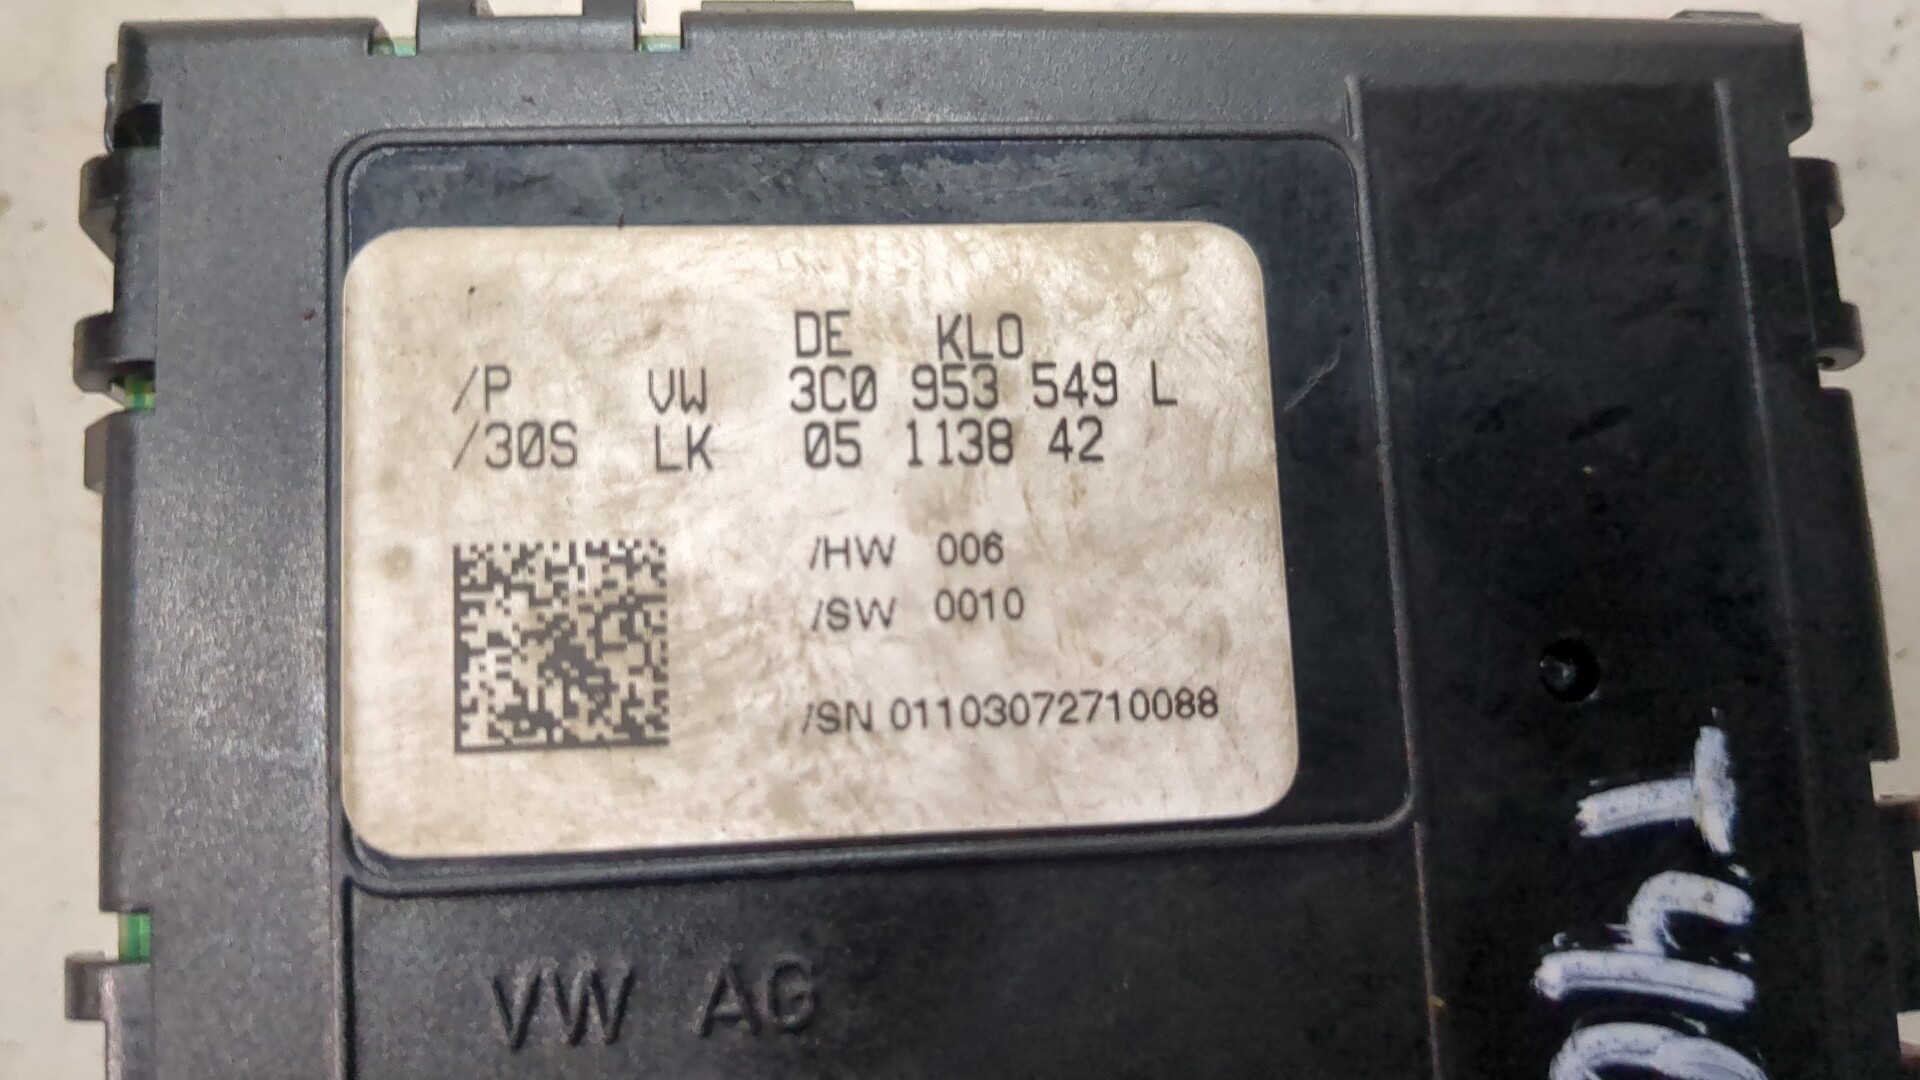 DE KLO
/P VW 3C0 953 549 L
/30S LK 05 1138 42
/HW 006
/SW 0010
/SN 01103072710088
VW AG